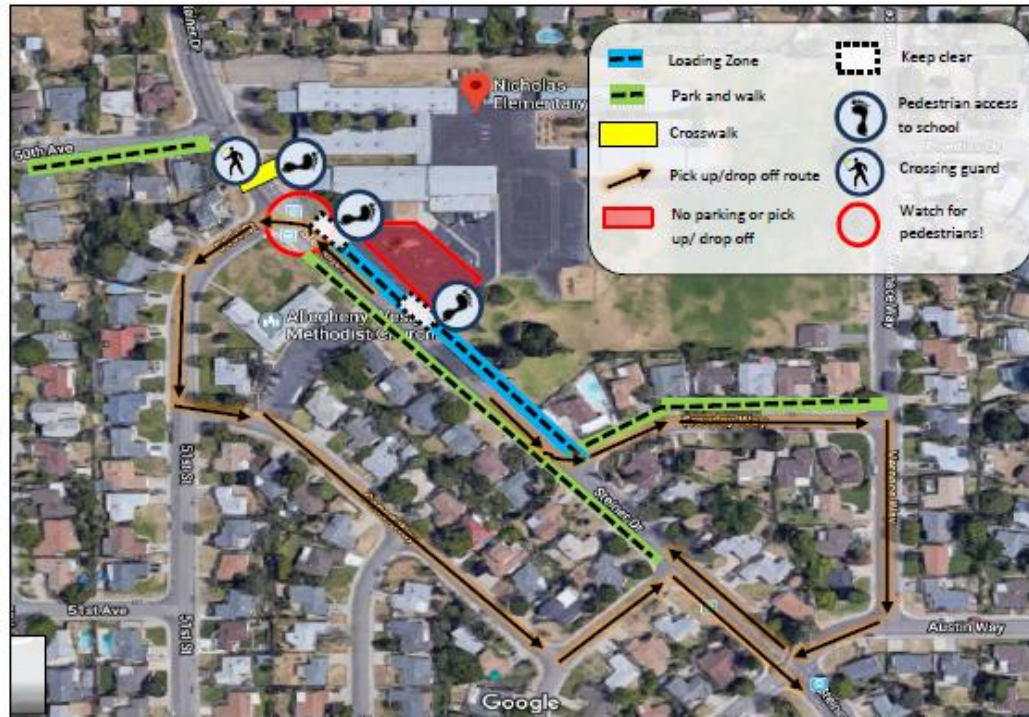 Loading Zone
Park and walk
Crosswalk
Pick up/drop off route
No parking or pick
up/ drop off
Keep clear
Pedestrian access
to school
Crossing guard
Watch for
pedestrians!
Nicholas
Elementary
50th Ave
Methodist Church
51st St
Steiner Dr
51st Ave
51st St
Austin Way
Google